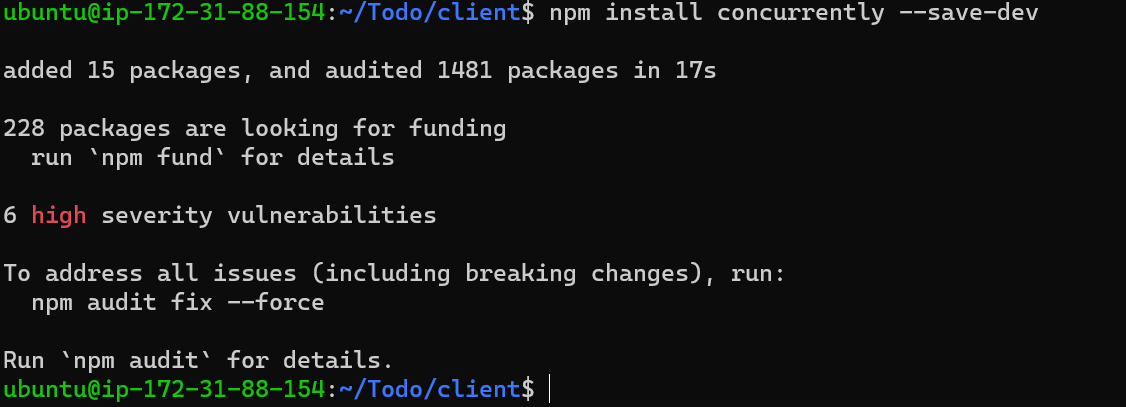 ubuntu@ip-172-31-88-154:~/Todo/client$ npm install concurrently --save-dev
added 15 packages, and audited 1481 packages in 17s
228 packages are looking for funding
  run `npm fund` for details
6 high severity vulnerabilities
To address all issues (including breaking changes), run:
  npm audit fix --force
Run `npm audit` for details.
ubuntu@ip-172-31-88-154:~/Todo/client$